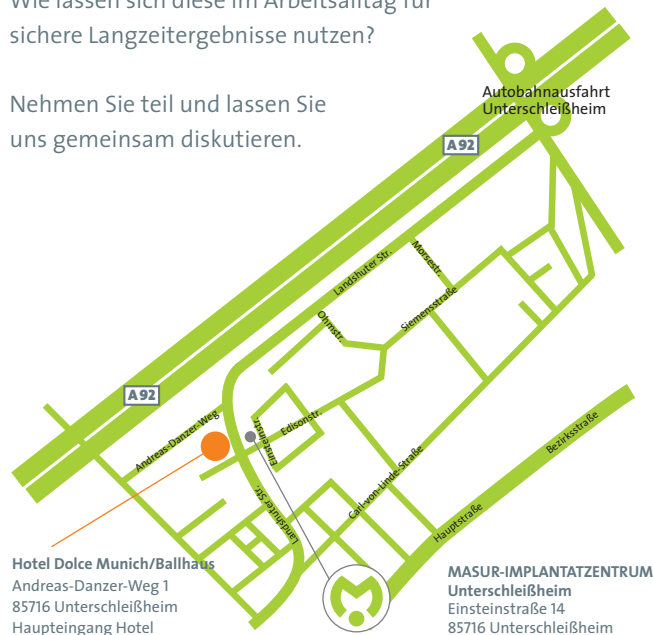 Wie lassen sich diese im Arbeitsalltag für
sichere Langzeitergebnisse nutzen?
Nehmen Sie teil und lassen Sie
uns gemeinsam diskutieren.
Autobahnausfahrt
Unterschleißheim
A 92
Landshuter Str.
Morsestr.
Siemensstraße
Ohmstr.
A 92
Andreas-Danzer-Weg
Einsteinstr.
Edisonstr.
Bezirksstraße
Carl-von-Linde-Straße
Landshuter Str.
Hauptstraße
Hotel Dolce Munich/Ballhaus
Andreas-Danzer-Weg 1
85716 Unterschleißheim
Haupteingang Hotel
MASUR-IMPLANTATZENTRUM
Unterschleißheim
Einsteinstraße 14
85716 Unterschleißheim